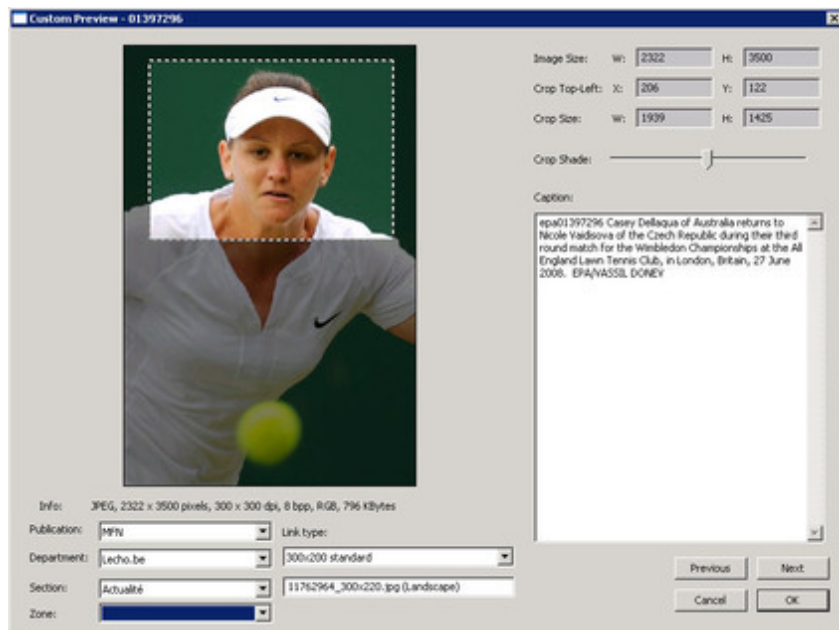 Custom Preview - 01397296
Image Size: W: 2322 H: 3500
Crop Top-Left: X: 206 Y: 122
Crop Size: W: 1939 H: 1425
Crop Shade:
Caption:
epa01397296 Casey Dellaqua of Australia returns to
Nicole Vaidisova of the Czech Republic during their third
round match for the Wimbledon Championships at the All
England Lawn Tennis Club, in London, Britain, 27 June
2008. EPA/VASSIL DONEV
Info: JPEG, 2322 x 3500 pixels, 300 x 300 dpi, 8 bpp, RGB, 796 KBytes
Publication: MFN Link type:
Department: Lecho.be 300x200 standard
Section: Actualité 11762964_300x220.jpg (Landscape)
Zone:
Previous Next
Cancel OK